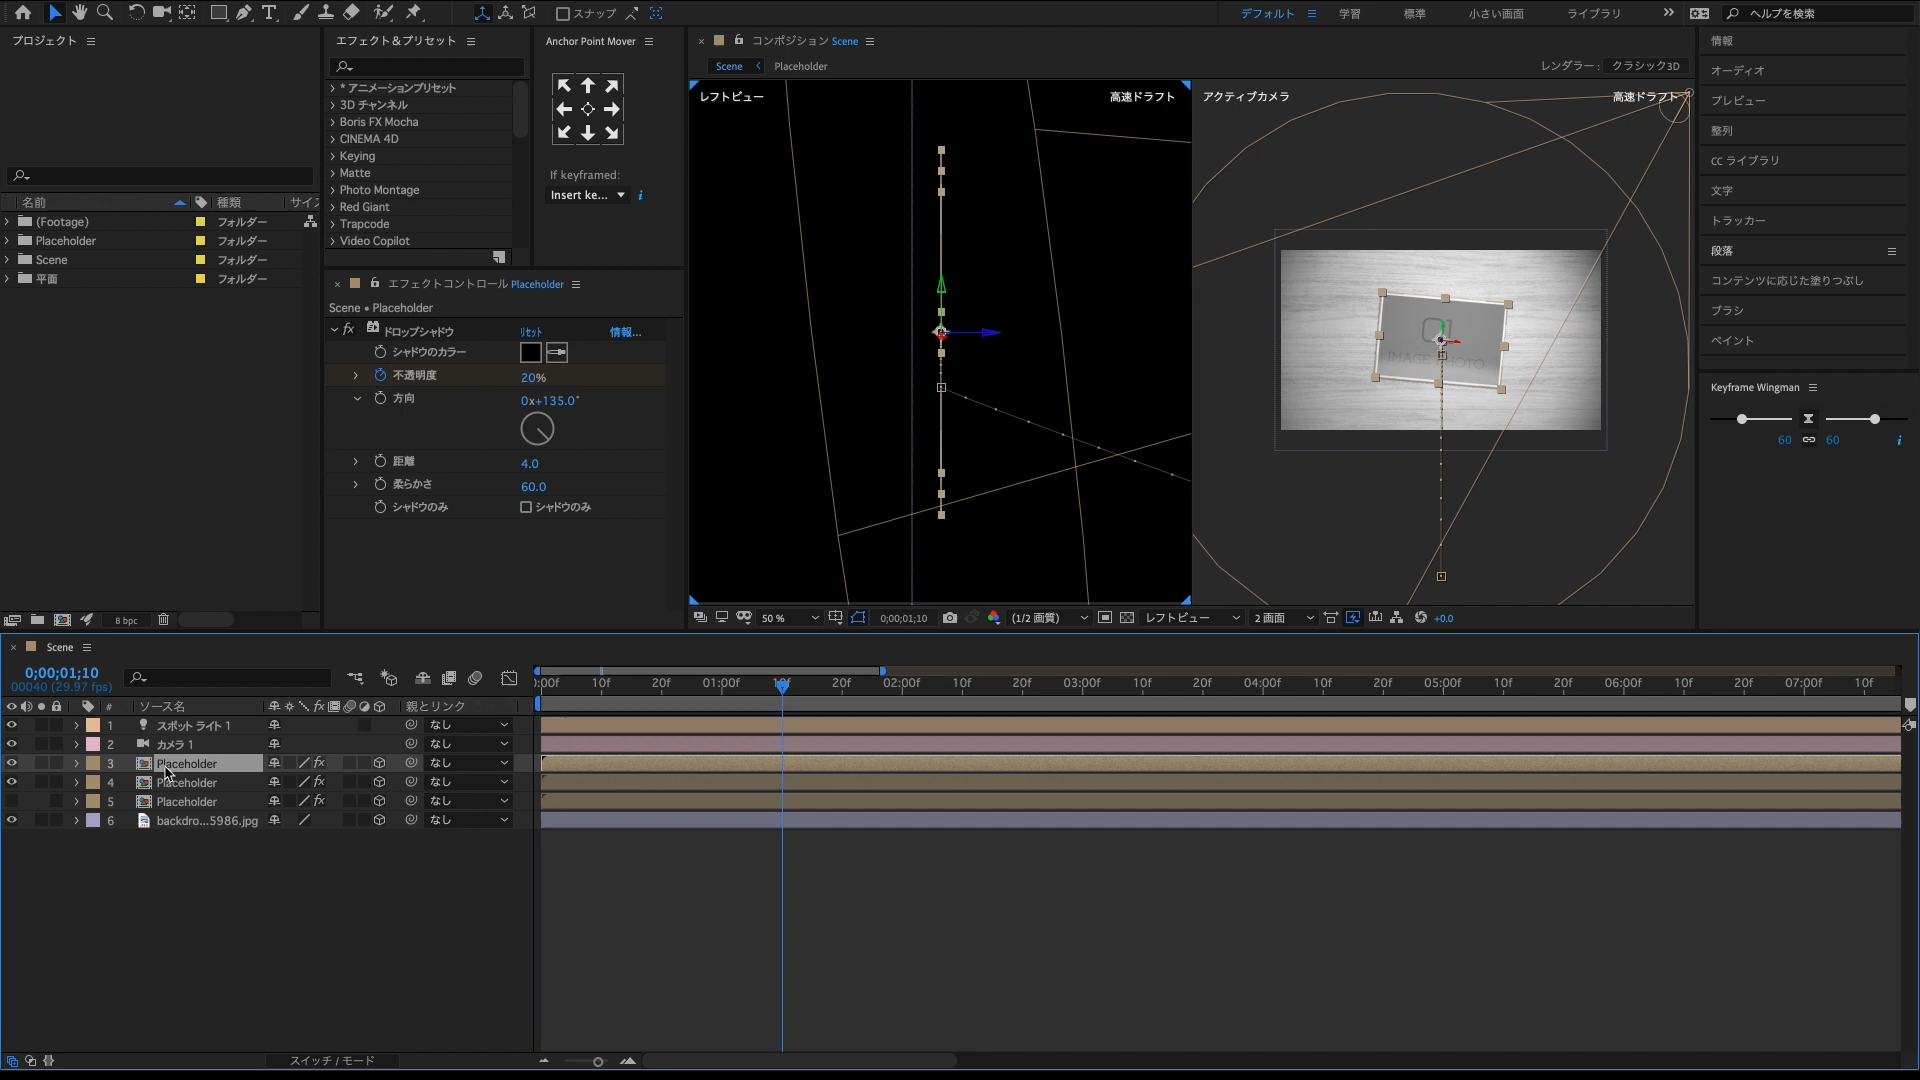 スナップ
デフォルト
学習
標準
小さい画面
ライブラリ
ヘルプを検索
プロジェクト
名前
種類
サイズ
(Footage)
フォルダー
Placeholder
フォルダー
Scene
フォルダー
平面
フォルダー
8 bpc
エフェクト＆プリセット
* アニメーションプリセット
3D チャンネル
Boris FX Mocha
CINEMA 4D
Keying
Matte
Photo Montage
Red Giant
Trapcode
Video Copilot
Anchor Point Mover
If keyframed:
Insert ke...
エフェクトコントロール Placeholder
Scene • Placeholder
fx ドロップシャドウ
リセット
情報...
シャドウのカラー
不透明度
20%
方向
0x+135.0°
距離
4.0
柔らかさ
60.0
シャドウのみ
シャドウのみ
コンポジション Scene
Scene
Placeholder
レンダラー :
クラシック3D
レフトビュー
高速ドラフト
アクティブカメラ
高速ドラフト
01
IMAGE PHOTO
50 %
0;00;01;10
(1/2 画質)
レフトビュー
2 画面
+0.0
情報
オーディオ
プレビュー
整列
CC ライブラリ
文字
トラッカー
段落
コンテンツに応じた塗りつぶし
ブラシ
ペイント
Keyframe Wingman
60
60
Scene
0;00;01;10
00040 (29.97 fps)
#
ソース名
fx
親とリンク
1 スポット ライト 1
なし
2 カメラ 1
なし
3 Placeholder
fx
なし
4 Placeholder
fx
なし
5 Placeholder
fx
なし
6 backdro...5986.jpg
なし
):00f
10f
20f
01:00f
10f
20f
02:00f
10f
20f
03:00f
10f
20f
04:00f
10f
20f
05:00f
10f
20f
06:00f
10f
20f
07:00f
10f
スイッチ / モード